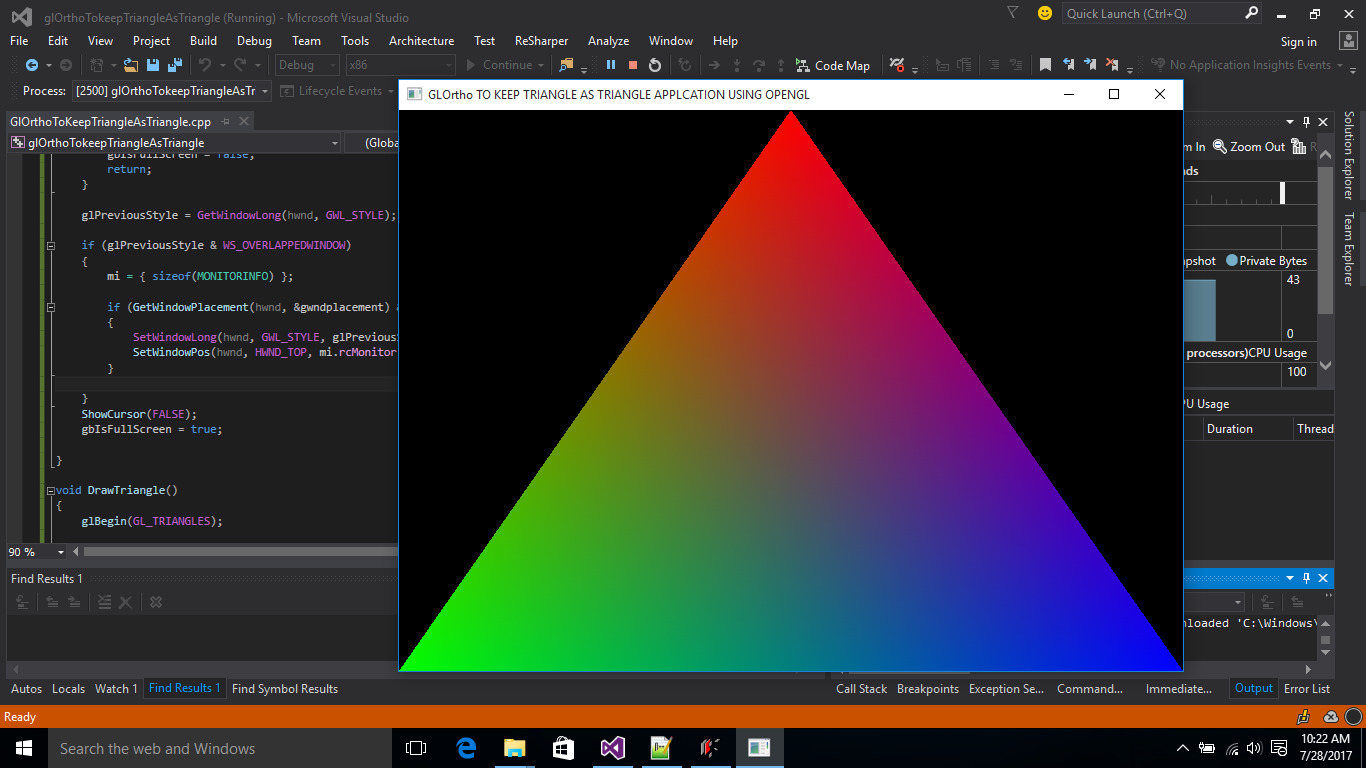 glOrthoTokeepTriangleAsTriangle (Running) - Microsoft Visual Studio
Quick Launch (Ctrl+Q)
File Edit View Project Build Debug Team Tools Architecture Test ReSharper Analyze Window Help
Sign in
Debug x86 Continue Code Map No Application Insights Events
Process: [2500] glOrthoTokeepTriangleAsTr Lifecycle Events
GLOrtho TO KEEP TRIANGLE AS TRIANGLE APPLCATION USING OPENGL
GlOrthoToKeepTriangleAsTriangle.cpp
glOrthoTokeepTriangleAsTriangle (Globa
gbIsFullScreen = false;
return;
}
glPreviousStyle = GetWindowLong(hwnd, GWL_STYLE);
if (glPreviousStyle & WS_OVERLAPPEDWINDOW)
{
mi = { sizeof(MONITORINFO) };
if (GetWindowPlacement(hwnd, &gwndplacement)
{
SetWindowLong(hwnd, GWL_STYLE, glPrevious
SetWindowPos(hwnd, HWND_TOP, mi.rcMonitor
}
}
ShowCursor(FALSE);
gbIsFullScreen = true;
}
void DrawTriangle()
{
glBegin(GL_TRIANGLES);
90 %
m In Zoom Out R
nds
apshot Private Bytes
43
0
processors)CPU Usage
100
PU Usage
Duration Thread
Solution Explorer
Team Explorer
Find Results 1
nloaded 'C:\Windows\
Autos Locals Watch 1 Find Results 1 Find Symbol Results
Call Stack Breakpoints Exception Se... Command... Immediate... Output Error List
Ready
Search the web and Windows
10:22 AM
7/28/2017